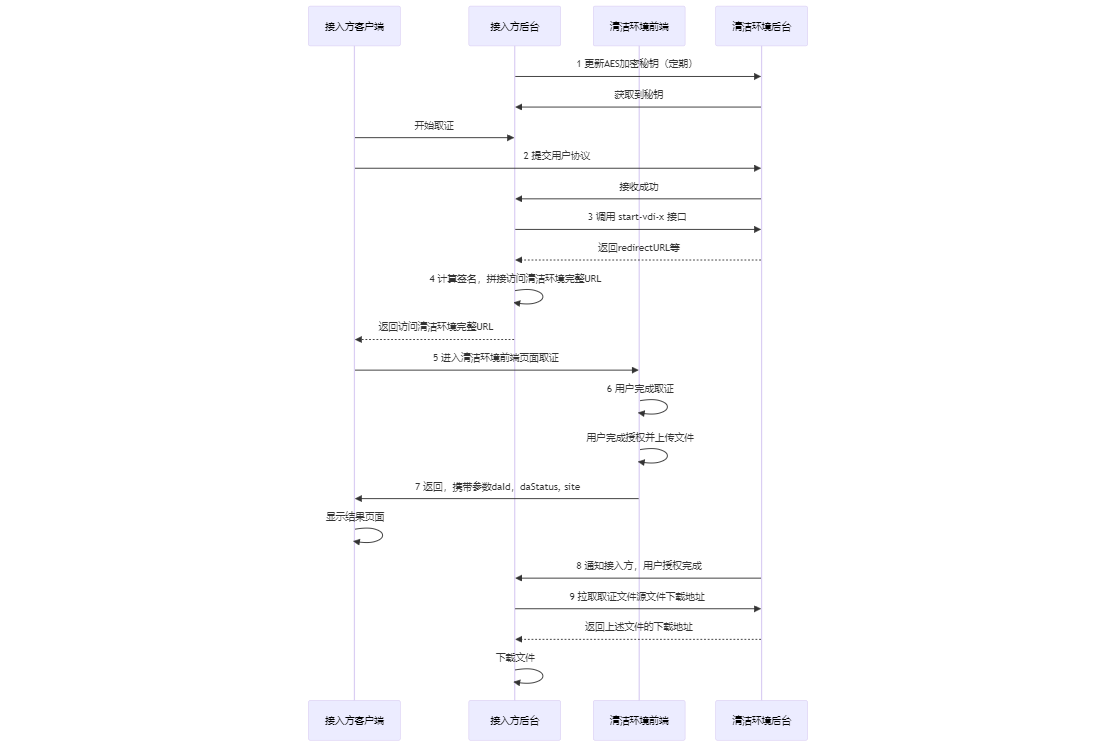 接入方客户端
接入方后台
清洁环境前端
清洁环境后台
1 更新AES加密秘钥（定期）
获取到秘钥
开始取证
2 提交用户协议
接收成功
3 调用 start-vdi-x 接口
返回redirectURL等
4 计算签名，拼接访问清洁环境完整URL
返回访问清洁环境完整URL
5 进入清洁环境前端页面取证
6 用户完成取证
用户完成授权并上传文件
7 返回，携带参数daId，daStatus, site
显示结果页面
8 通知接入方，用户授权完成
9 拉取取证文件源文件下载地址
返回上述文件的下载地址
下载文件
接入方客户端
接入方后台
清洁环境前端
清洁环境后台